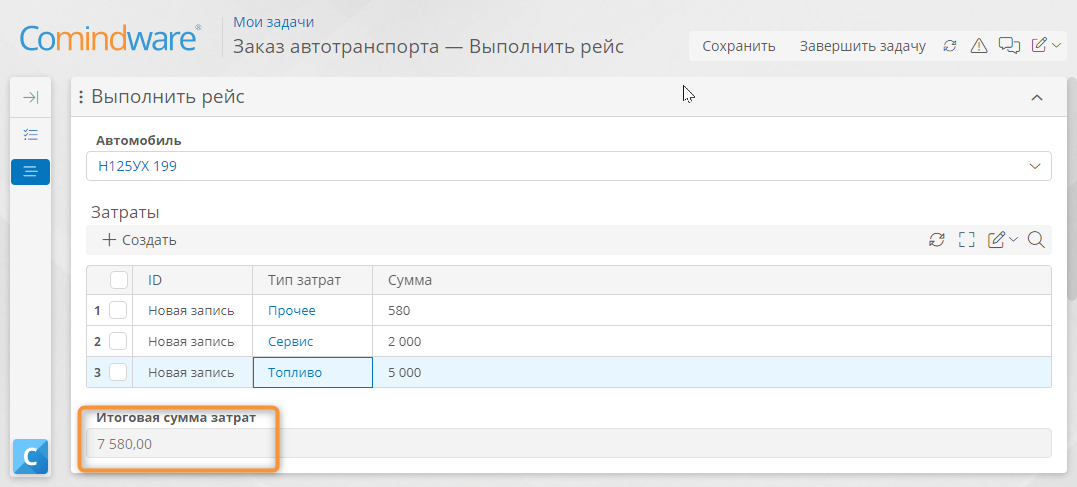 Comindware®
Мои задачи
Заказ автотранспорта — Выполнить рейс
Сохранить Завершить задачу
Выполнить рейс
Автомобиль
Н125УХ 199
Затраты
Создать
ID Тип затрат Сумма
1 Новая запись Прочее 580
2 Новая запись Сервис 2 000
3 Новая запись Топливо 5 000
Итоговая сумма затрат
7 580,00
C